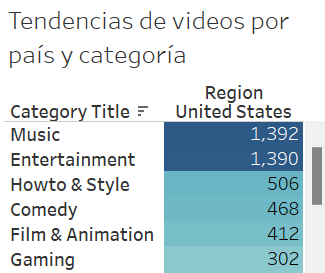 Tendencias de videos por
país y categoría
Region
Category Title United States
Music 1,392
Entertainment 1,390
Howto & Style 506
Comedy 468
Film & Animation 412
Gaming 302